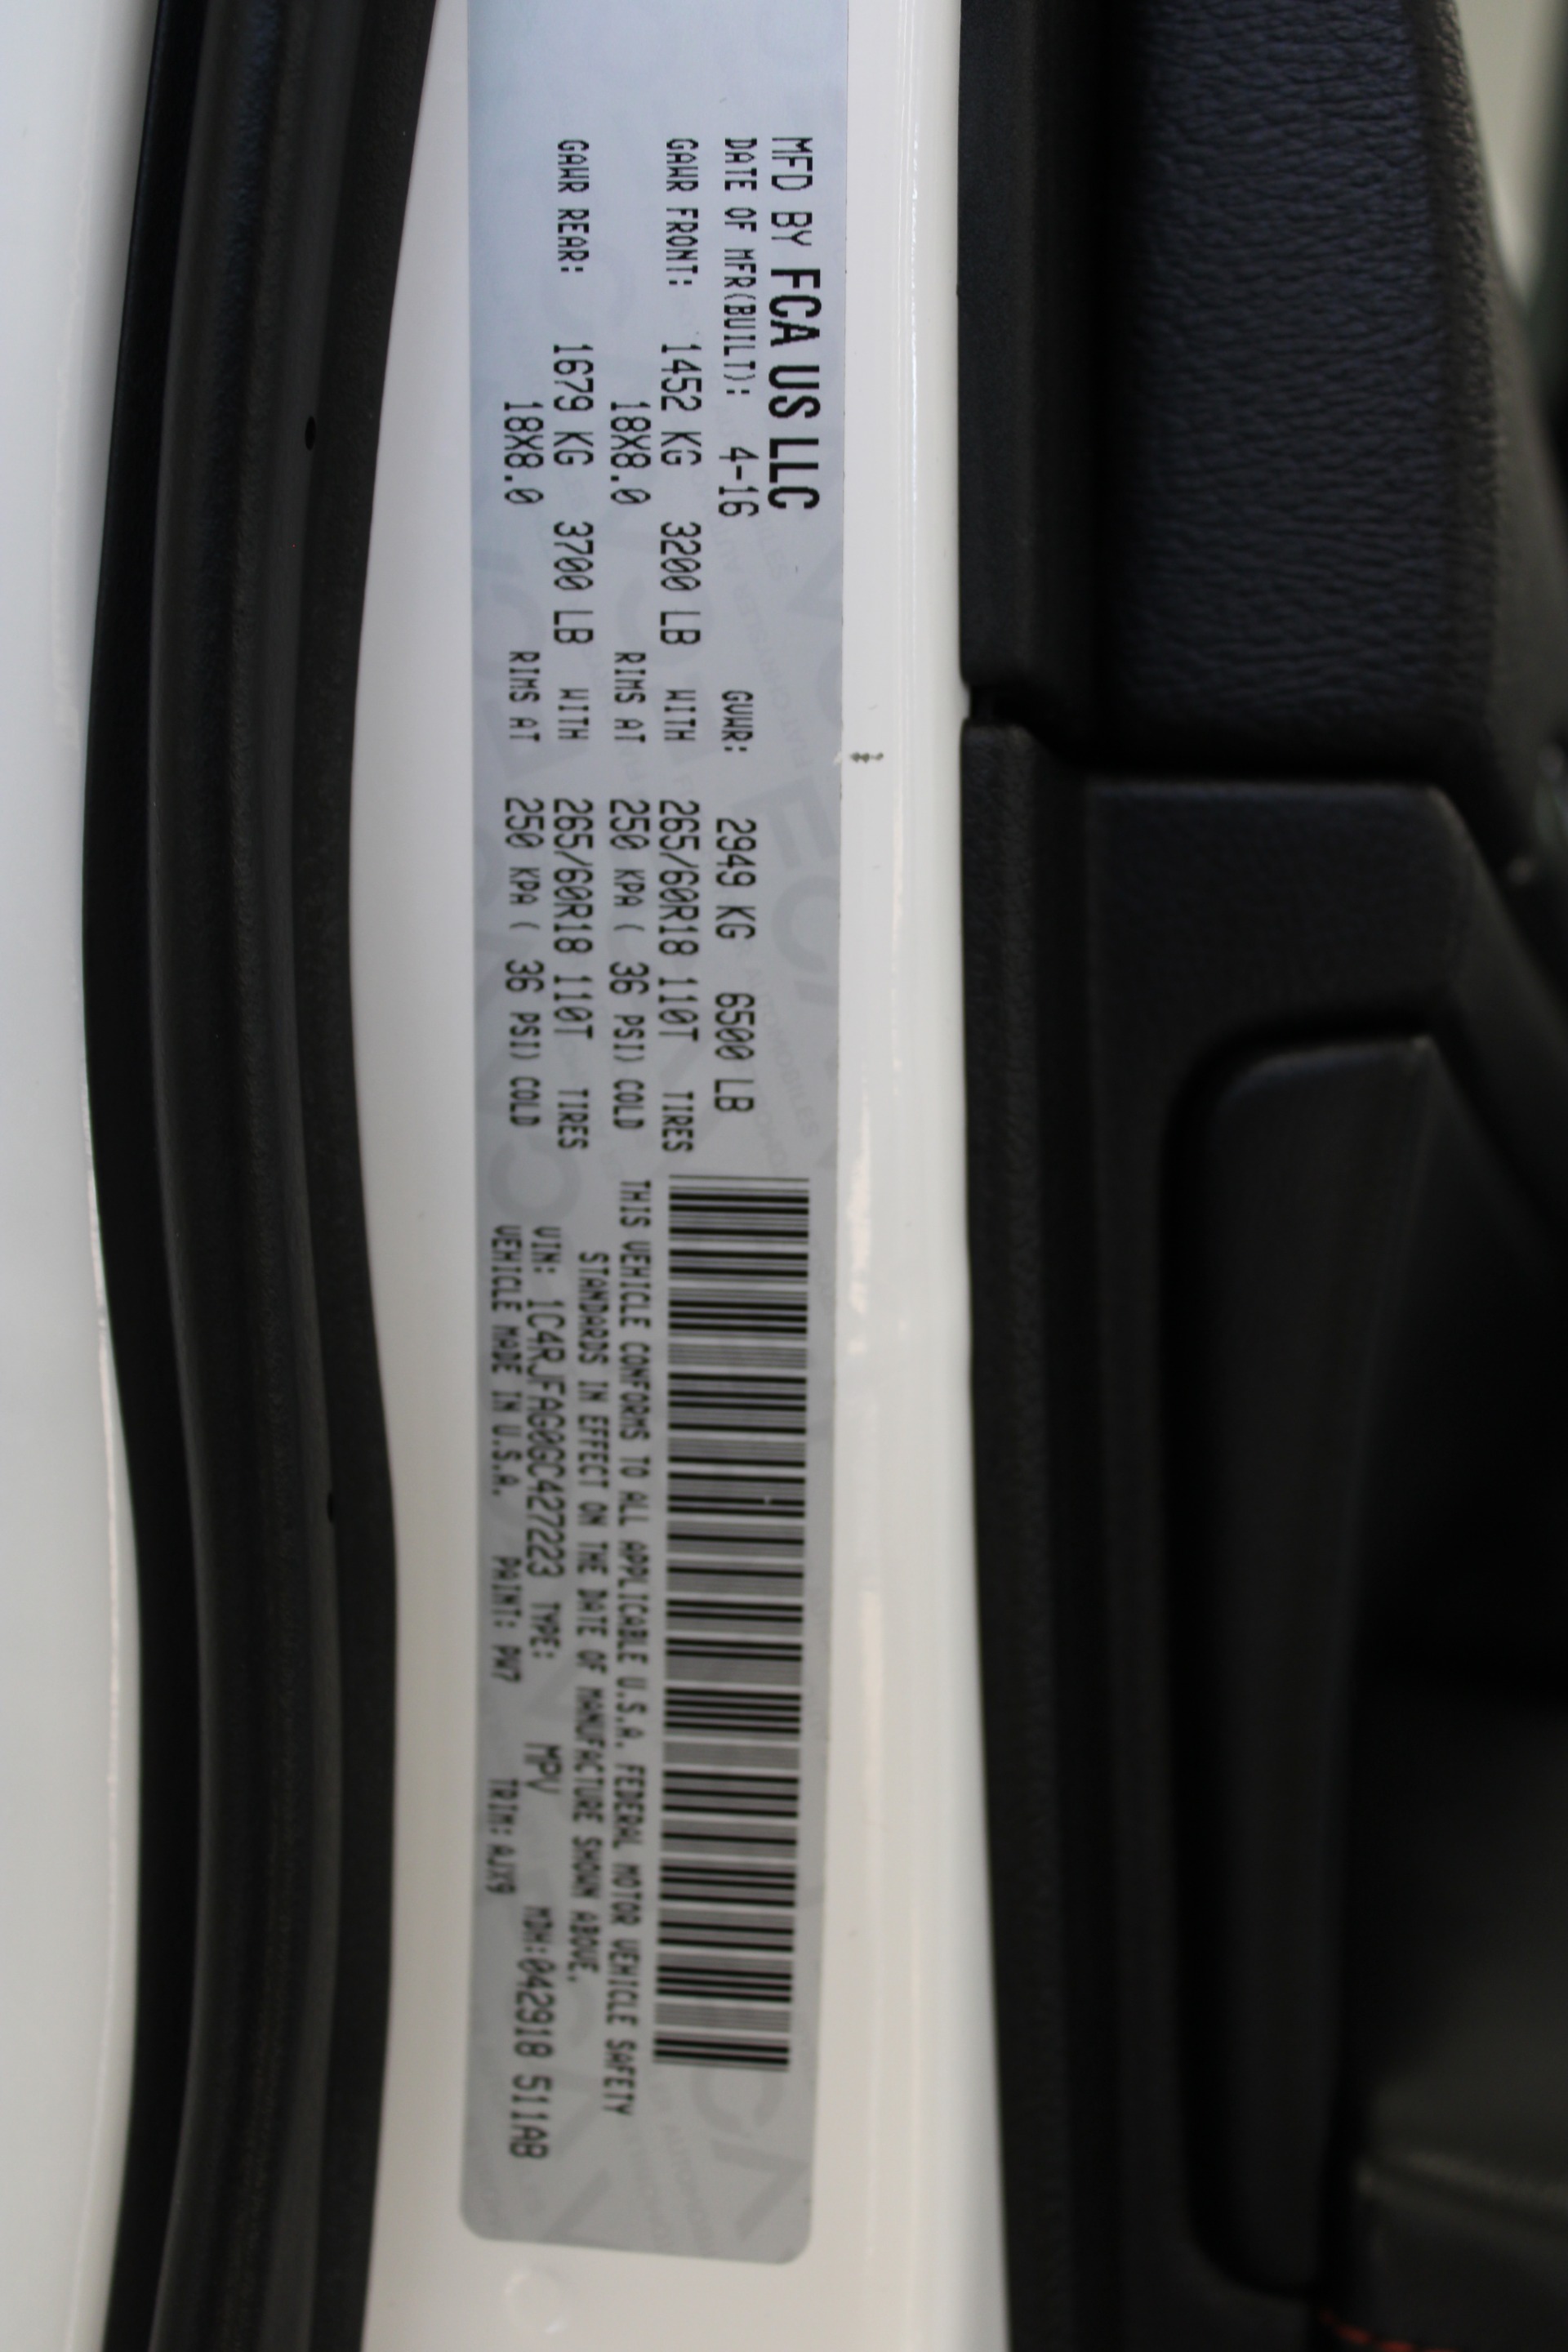 MFD BY FCA US LLC
DATE OF MFR(BUILT): 4-16 GVWR: 2949 KG 6500 LB
GAWR FRONT: 1452 KG 3200 LB WITH 265/60R18 110T TIRES
18X8.0 RIMS AT 250 KPA ( 36 PSI) COLD
GAWR REAR: 1679 KG 3700 LB WITH 265/60R18 110T TIRES
18X8.0 RIMS AT 250 KPA ( 36 PSI) COLD
THIS VEHICLE CONFORMS TO ALL APPLICABLE U.S.A. FEDERAL MOTOR VEHICLE SAFETY
STANDARDS IN EFFECT ON THE DATE OF MANUFACTURE SHOWN ABOVE.
VIN: 1C4RJFAG0GC427223 TYPE: MPV MDH:042918 511AB
VEHICLE MADE IN U.S.A. PAINT: PW7 TRIM: AJX9